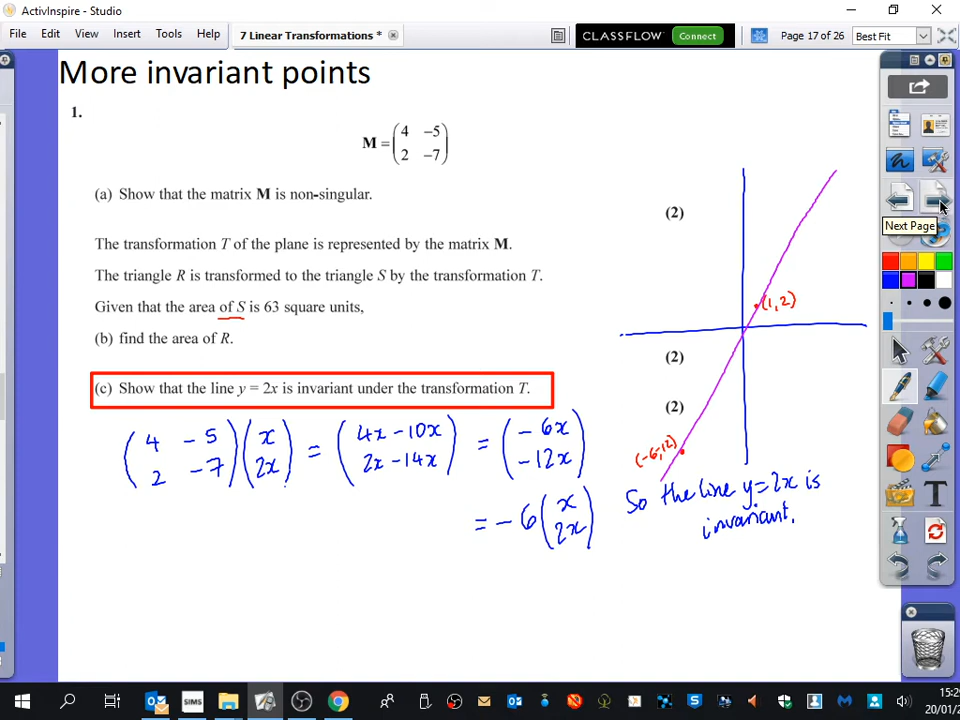 ActivInspire - Studio
File Edit View Insert Tools Help
7 Linear Transformations *
CLASSFLOW Connect
Page 17 of 26
Best Fit
More invariant points
1.
M = (4 -5
2 -7)
(a) Show that the matrix M is non-singular.
(2)
The transformation T of the plane is represented by the matrix M.
The triangle R is transformed to the triangle S by the transformation T.
Given that the area of S is 63 square units,
(b) find the area of R.
(2)
(c) Show that the line y = 2x is invariant under the transformation T.
(2)
(4 -5
2 -7) (x
2x) = (4x-10x
2x-14x) = (-6x
-12x)
= -6 (x
2x)
(1,2)
(-6,-12)
So the line y=2x is
invariant.
Next Page
T
SIMS
S
15:29
20/01/2